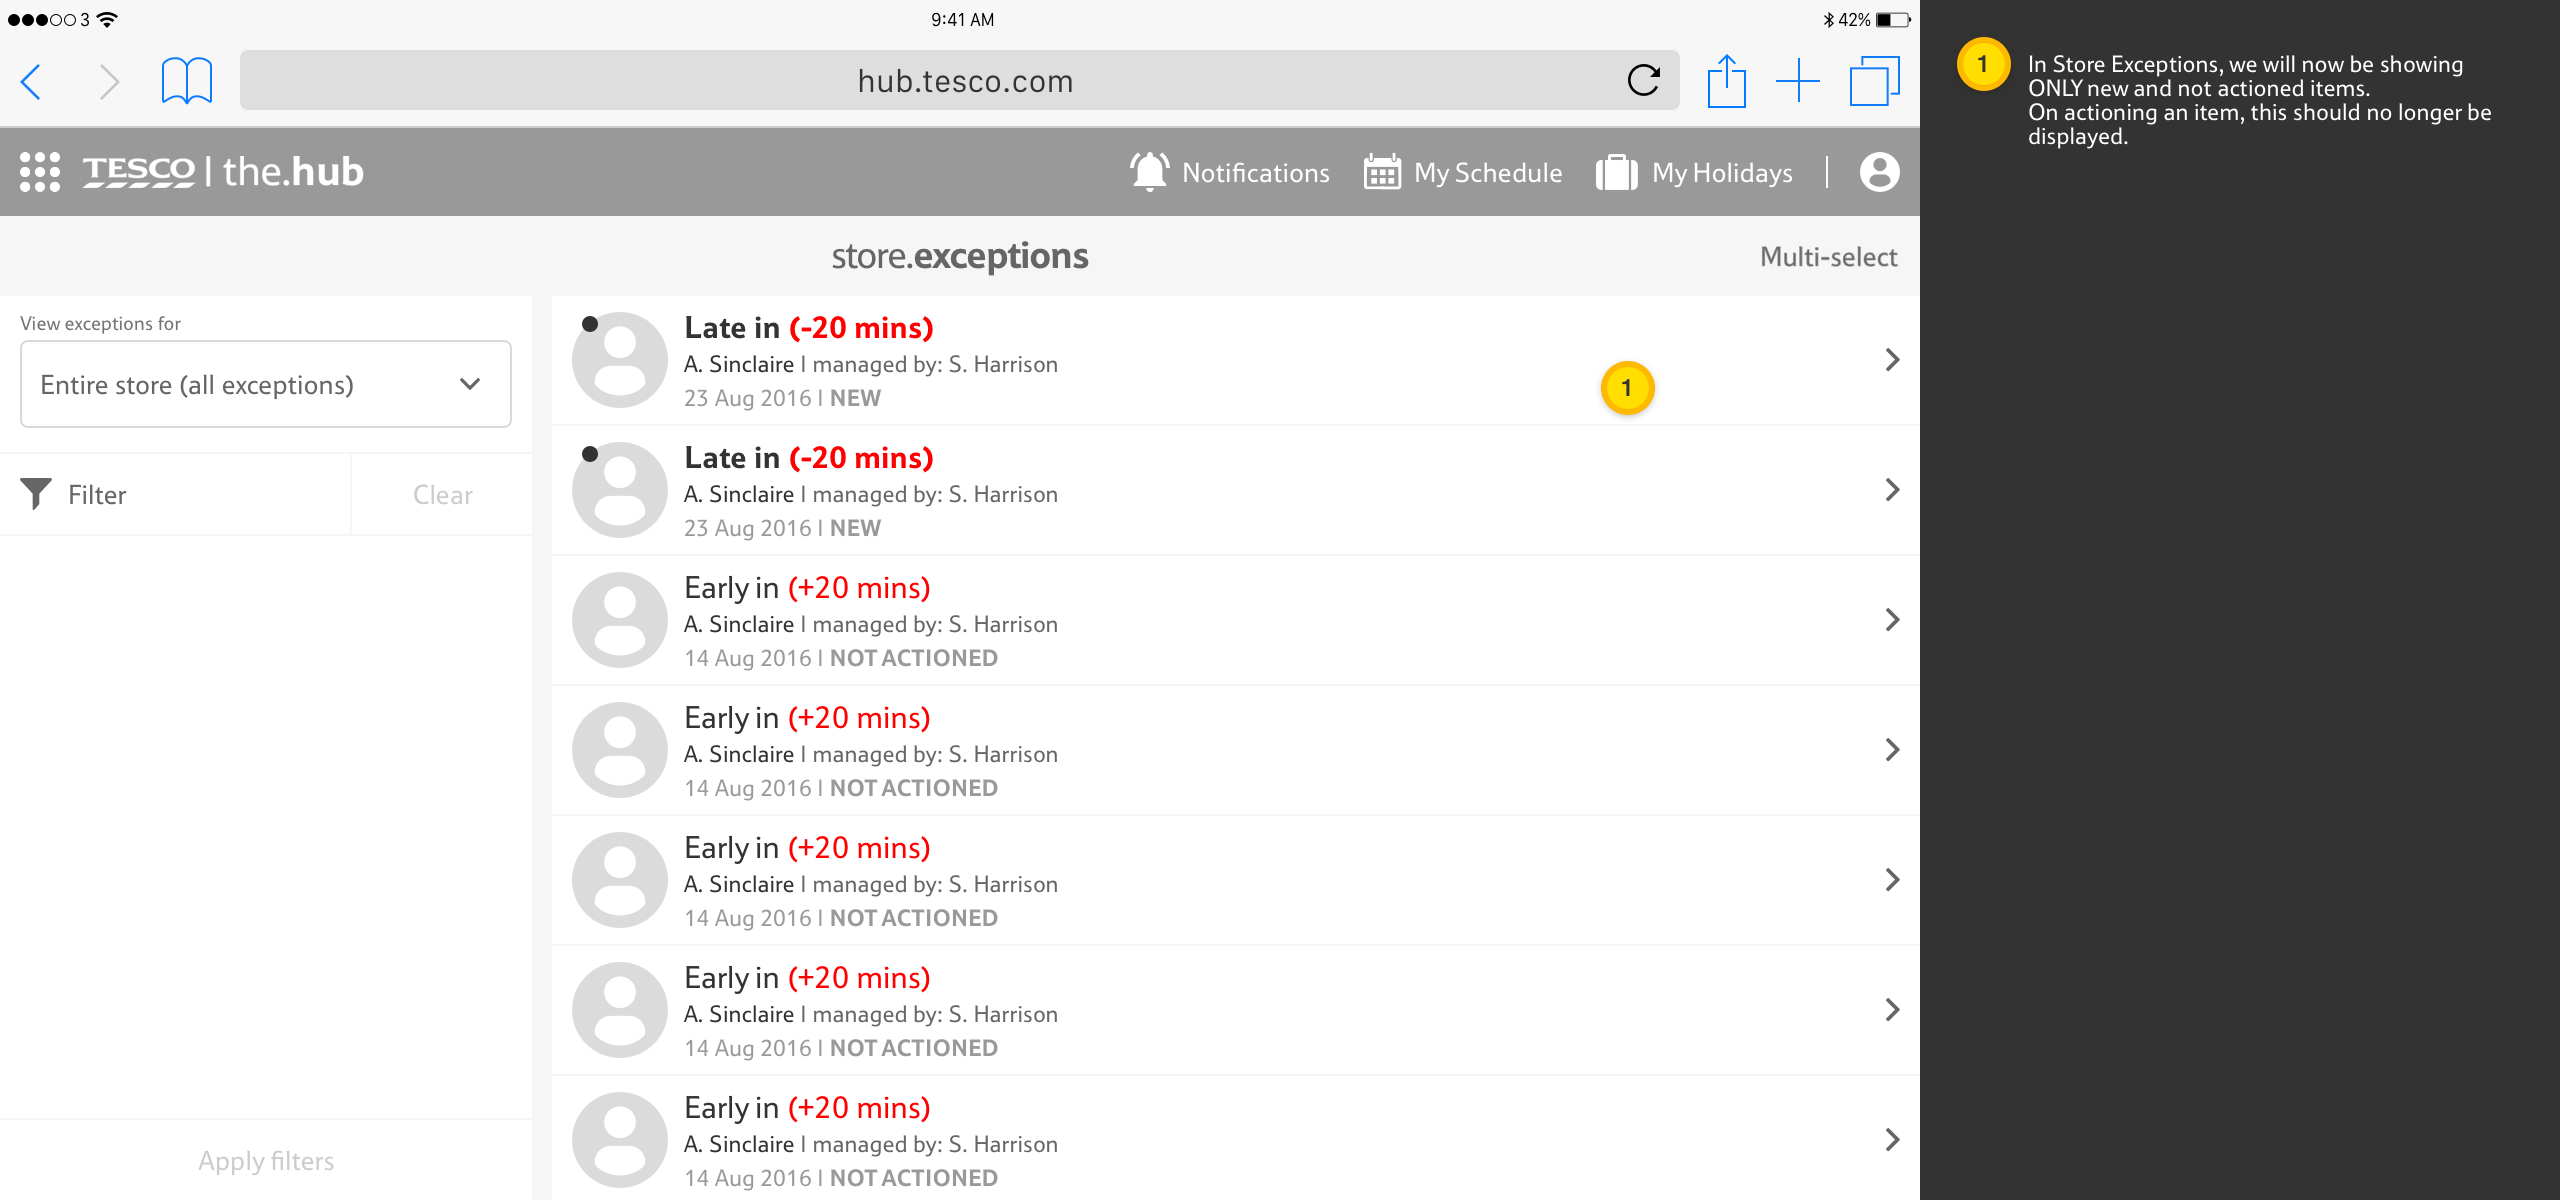 3
9:41 AM
42%
hub.tesco.com
TESCO | the.hub
Notifications
My Schedule
My Holidays
store.exceptions
Multi-select
View exceptions for
Entire store (all exceptions)
Filter
Clear
Apply filters
Late in (-20 mins)
A. Sinclaire | managed by: S. Harrison
23 Aug 2016 | NEW
1
Late in (-20 mins)
A. Sinclaire | managed by: S. Harrison
23 Aug 2016 | NEW
Early in (+20 mins)
A. Sinclaire | managed by: S. Harrison
14 Aug 2016 | NOT ACTIONED
Early in (+20 mins)
A. Sinclaire | managed by: S. Harrison
14 Aug 2016 | NOT ACTIONED
Early in (+20 mins)
A. Sinclaire | managed by: S. Harrison
14 Aug 2016 | NOT ACTIONED
Early in (+20 mins)
A. Sinclaire | managed by: S. Harrison
14 Aug 2016 | NOT ACTIONED
Early in (+20 mins)
A. Sinclaire | managed by: S. Harrison
14 Aug 2016 | NOT ACTIONED
1
In Store Exceptions, we will now be showing
ONLY new and not actioned items.
On actioning an item, this should no longer be
displayed.